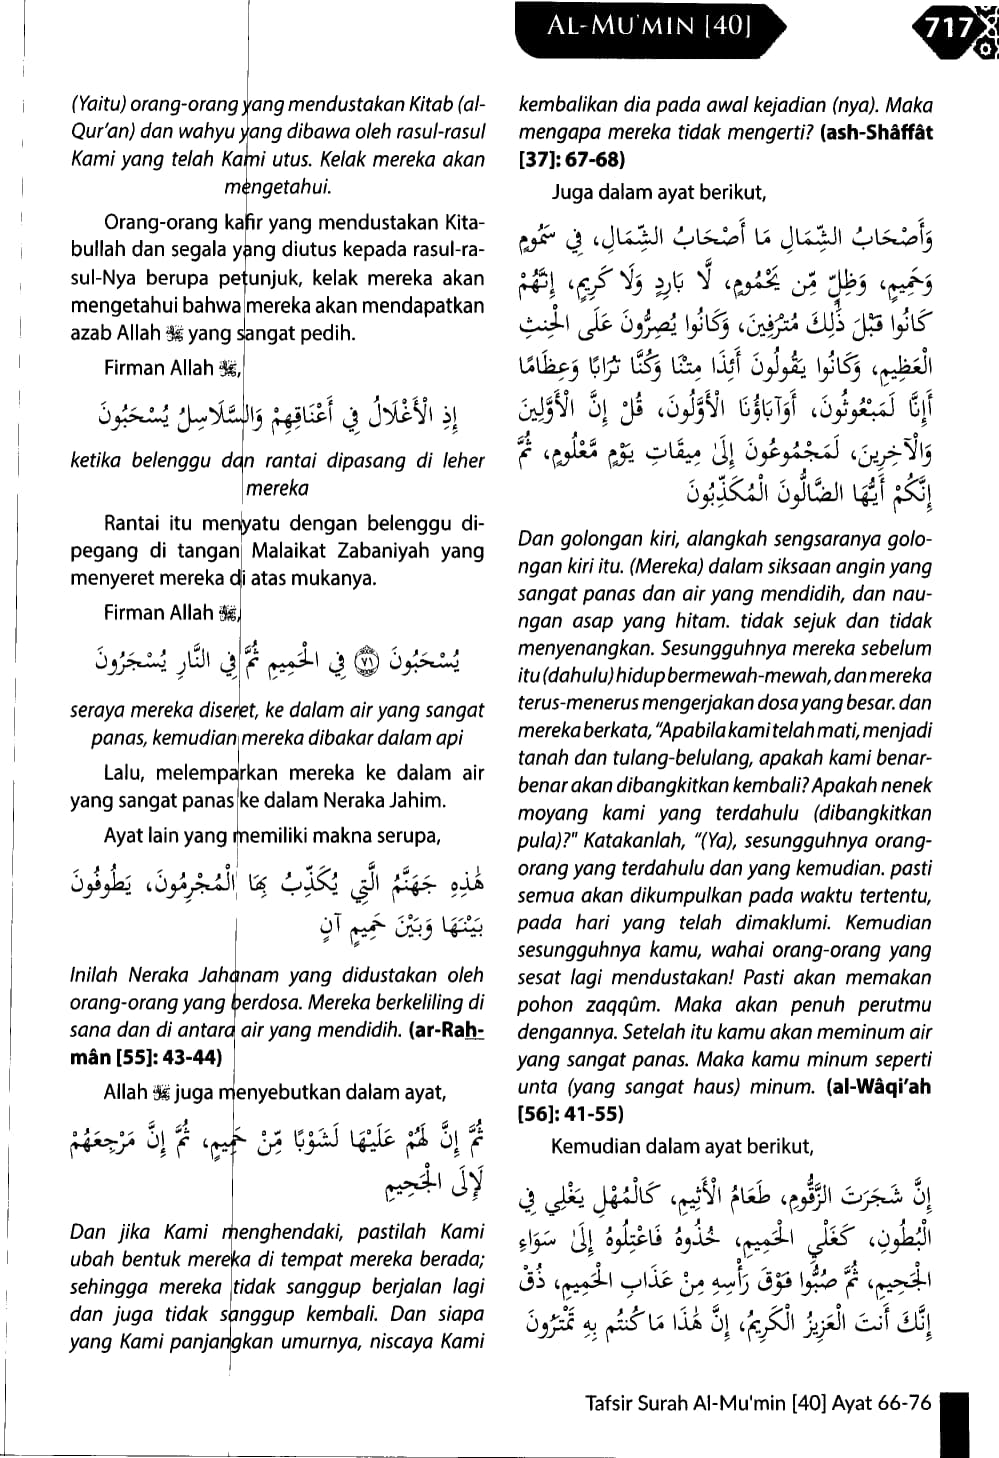 AL-MU'MIN [40]
717
(Yaitu) orang-orang yang mendustakan Kitab (al-
Qur'an) dan wahyu yang dibawa oleh rasul-rasul
Kami yang telah Kami utus. Kelak mereka akan
mengetahui.
Orang-orang kafir yang mendustakan Kita-
bullah dan segala yang diutus kepada rasul-ra-
sul-Nya berupa petunjuk, kelak mereka akan
mengetahui bahwa mereka akan mendapatkan
azab Allah ﷻ yang sangat pedih.
Firman Allah ﷻ,
إِذِ الْأَغْلَالُ فِي أَعْنَاقِهِمْ وَالسَّلَاسِلُ يُسْحَبُونَ
ketika belenggu dan rantai dipasang di leher
mereka
Rantai itu menyatu dengan belenggu di-
pegang di tangan Malaikat Zabaniyah yang
menyeret mereka di atas mukanya.
Firman Allah ﷻ,
يُسْحَبُونَ ﴿٧١﴾ فِي الْحَمِيمِ ثُمَّ فِي النَّارِ يُسْجَرُونَ
seraya mereka diseret, ke dalam air yang sangat
panas, kemudian mereka dibakar dalam api
Lalu, melemparkan mereka ke dalam air
yang sangat panas ke dalam Neraka Jahim.
Ayat lain yang memiliki makna serupa,
هَٰذِهِ جَهَنَّمُ الَّتِي يُكَذِّبُ بِهَا الْمُجْرِمُونَ، يَطُوفُونَ
بَيْنَهَا وَبَيْنَ حَمِيمٍ آنٍ
Inilah Neraka Jahanam yang didustakan oleh
orang-orang yang berdosa. Mereka berkeliling di
sana dan di antara air yang mendidih. (ar-Rah-
mân [55]: 43-44)
Allah ﷻ juga menyebutkan dalam ayat,
ثُمَّ إِنَّ لَهُمْ عَلَيْهَا لَشَوْبًا مِّنْ حَمِيمٍ، ثُمَّ إِنَّ مَرْجِعَهُمْ
لَإِلَى الْجَحِيمِ
Dan jika Kami menghendaki, pastilah Kami
ubah bentuk mereka di tempat mereka berada;
sehingga mereka tidak sanggup berjalan lagi
dan juga tidak sanggup kembali. Dan siapa
yang Kami panjangkan umurnya, niscaya Kami
kembalikan dia pada awal kejadian (nya). Maka
mengapa mereka tidak mengerti? (ash-Shâffât
[37]: 67-68)
Juga dalam ayat berikut,
وَأَصْحَابُ الشِّمَالِ مَا أَصْحَابُ الشِّمَالِ، فِي سَمُومٍ
وَحَمِيمٍ، وَظِلٍّ مِّن يَحْمُومٍ، لَّا بَارِدٍ وَلَا كَرِيمٍ، إِنَّهُمْ
كَانُوا قَبْلَ ذَٰلِكَ مُتْرَفِينَ، وَكَانُوا يُصِرُّونَ عَلَى الْحِنثِ
الْعَظِيمِ، وَكَانُوا يَقُولُونَ أَئِذَا مِتْنَا وَكُنَّا تُرَابًا وَعِظَامًا
أَإِنَّا لَمَبْعُوثُونَ، أَوَآبَاؤُنَا الْأَوَّلُونَ، قُلْ إِنَّ الْأَوَّلِينَ
وَالْآخِرِينَ، لَمَجْمُوعُونَ إِلَىٰ مِيقَاتِ يَوْمٍ مَّعْلُومٍ، ثُمَّ
إِنَّكُمْ أَيُّهَا الضَّالُّونَ الْمُكَذِّبُونَ
Dan golongan kiri, alangkah sengsaranya golo-
ngan kiri itu. (Mereka) dalam siksaan angin yang
sangat panas dan air yang mendidih, dan nau-
ngan asap yang hitam. tidak sejuk dan tidak
menyenangkan. Sesungguhnya mereka sebelum
itu (dahulu) hidup bermewah-mewah, dan mereka
terus-menerus mengerjakan dosa yang besar. dan
mereka berkata, "Apabila kami telah mati, menjadi
tanah dan tulang-belulang, apakah kami benar-
benar akan dibangkitkan kembali? Apakah nenek
moyang kami yang terdahulu (dibangkitkan
pula)?" Katakanlah, "(Ya), sesungguhnya orang-
orang yang terdahulu dan yang kemudian. pasti
semua akan dikumpulkan pada waktu tertentu,
pada hari yang telah dimaklumi. Kemudian
sesungguhnya kamu, wahai orang-orang yang
sesat lagi mendustakan! Pasti akan memakan
pohon zaqqûm. Maka akan penuh perutmu
dengannya. Setelah itu kamu akan meminum air
yang sangat panas. Maka kamu minum seperti
unta (yang sangat haus) minum. (al-Wâqi'ah
[56]: 41-55)
Kemudian dalam ayat berikut,
إِنَّ شَجَرَتَ الزَّقُّومِ، طَعَامُ الْأَثِيمِ، كَالْمُهْلِ يَغْلِي فِي
الْبُطُونِ، كَغَلْيِ الْحَمِيمِ، خُذُوهُ فَاعْتِلُوهُ إِلَىٰ سَوَاءِ
الْجَحِيمِ، ثُمَّ صُبُّوا فَوْقَ رَأْسِهِ مِنْ عَذَابِ الْحَمِيمِ، ذُقْ
إِنَّكَ أَنتَ الْعَزِيزُ الْكَرِيمُ، إِنَّ هَٰذَا مَا كُنتُم بِهِ تَمْتَرُونَ
Tafsir Surah Al-Mu'min [40] Ayat 66-76